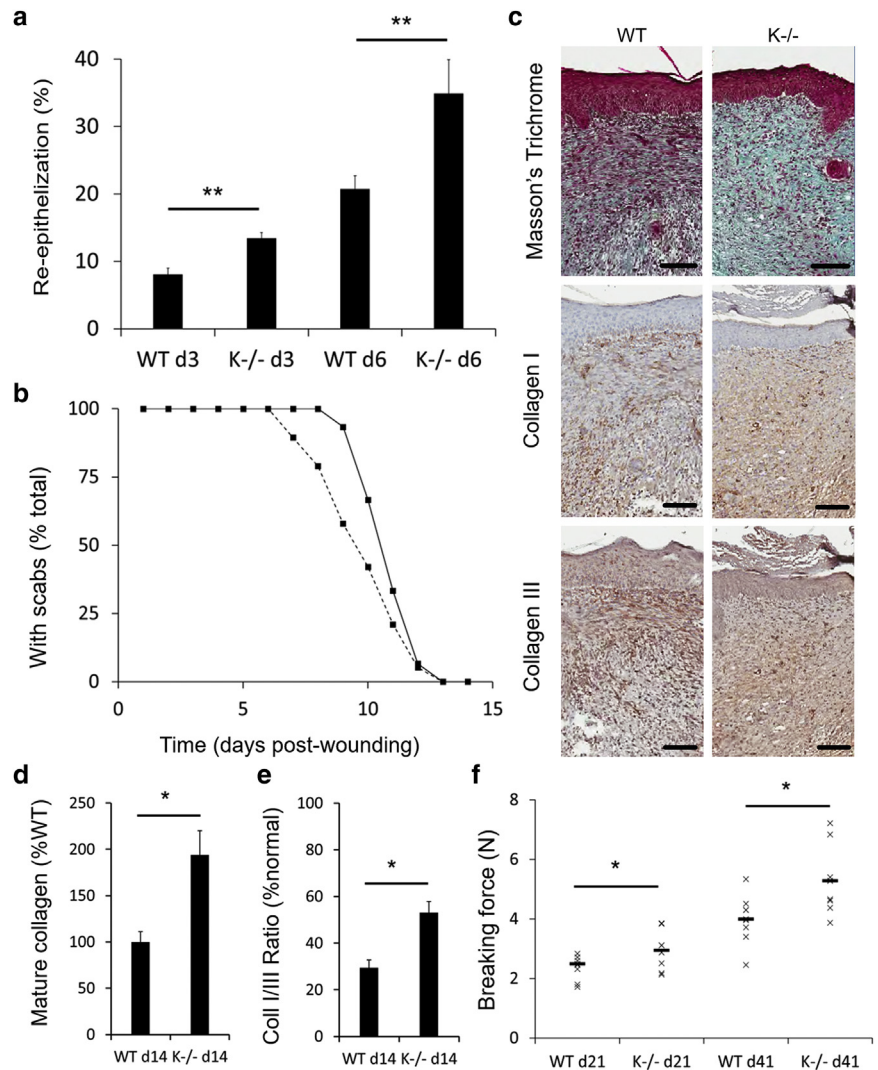 a
**
**
40
30
20
10
0
Re-epithelization (%)
WT d3 K-/- d3 WT d6 K-/- d6
b
100
75
50
25
0
With scabs (% total)
0 5 10 15
Time (days post-wounding)
c
WT K-/-
Masson's Trichrome
Collagen I
Collagen III
d
*
250
200
150
100
50
0
Mature collagen (%WT)
WT d14 K-/- d14
e
*
100
80
60
40
20
0
Coll I/III Ratio (%normal)
WT d14 K-/- d14
f
*
*
8
6
4
2
0
Breaking force (N)
WT d21 K-/- d21 WT d41 K-/- d41